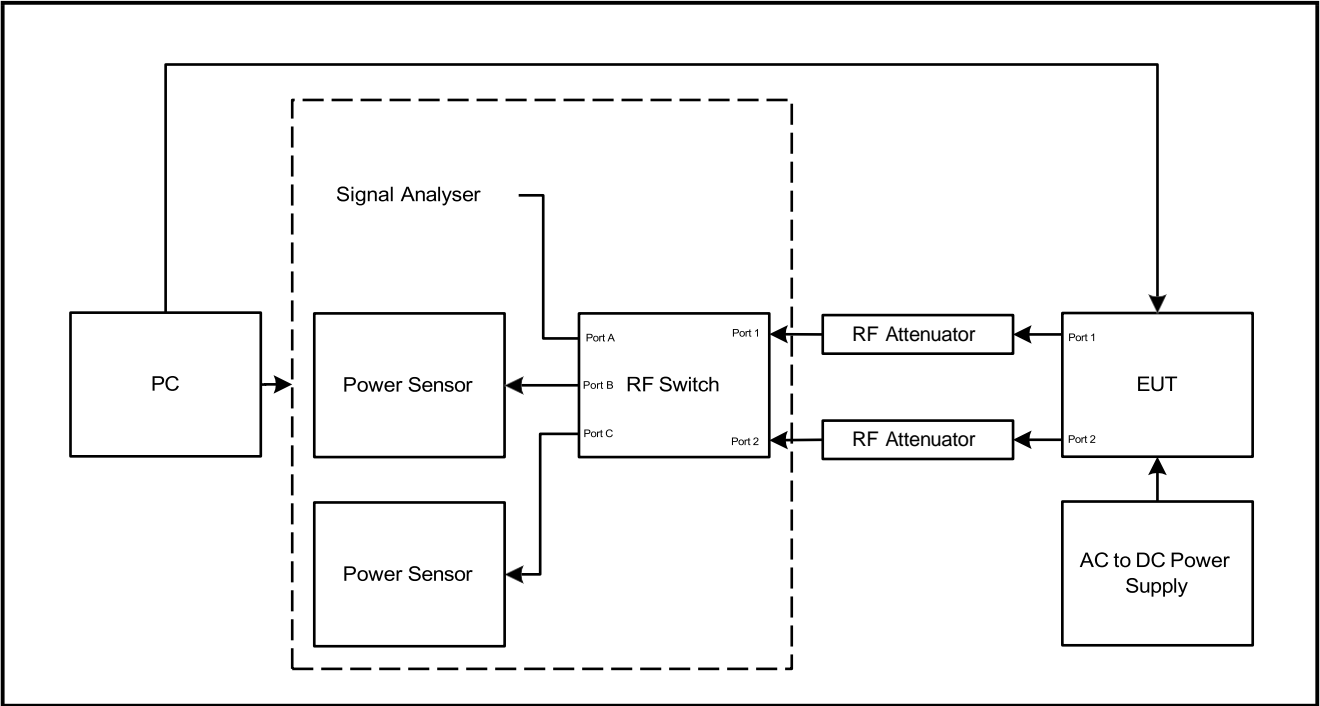 Signal Analyser
PC
Power Sensor
Port A
Port B
Port C
RF Switch
Port 1
Port 2
RF Attenuator
RF Attenuator
Port 1
EUT
Port 2
Power Sensor
AC to DC Power
Supply